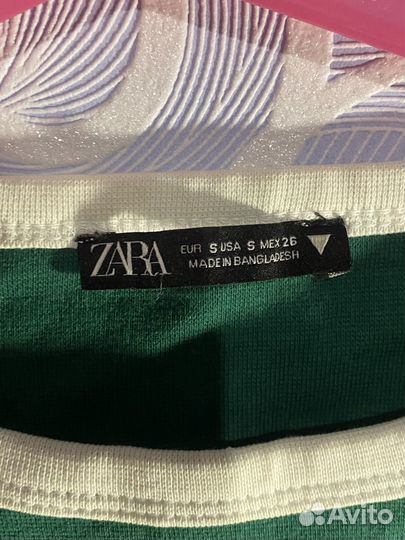 ZARA
EUR S USA S MEX 26
MADE IN BANGLADESH
Avito